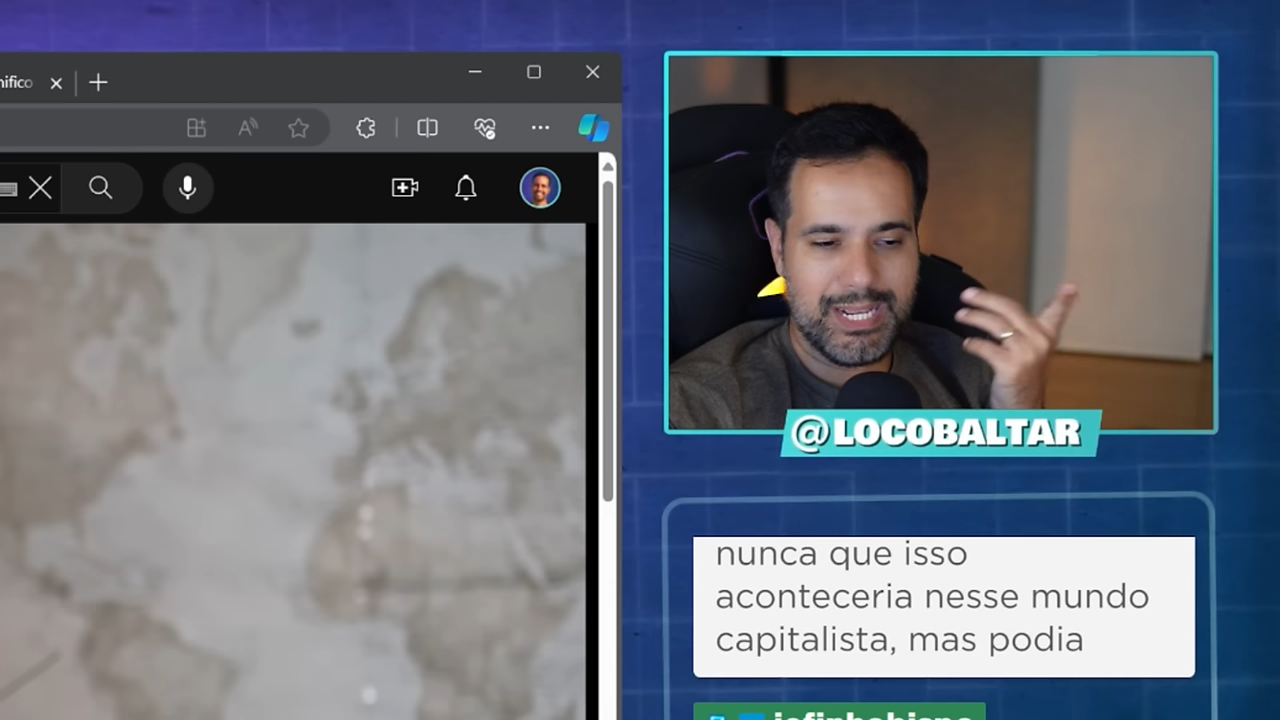 nifico
@LOCOBALTAR
nunca que isso
aconteceria nesse mundo
capitalista, mas podia